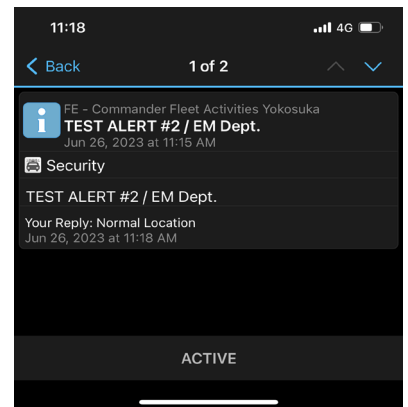 11:18
4G
Back
1 of 2
FE - Commander Fleet Activities Yokosuka
TEST ALERT #2 / EM Dept.
Jun 26, 2023 at 11:15 AM
Security
TEST ALERT #2 / EM Dept.
Your Reply: Normal Location
Jun 26, 2023 at 11:18 AM
ACTIVE